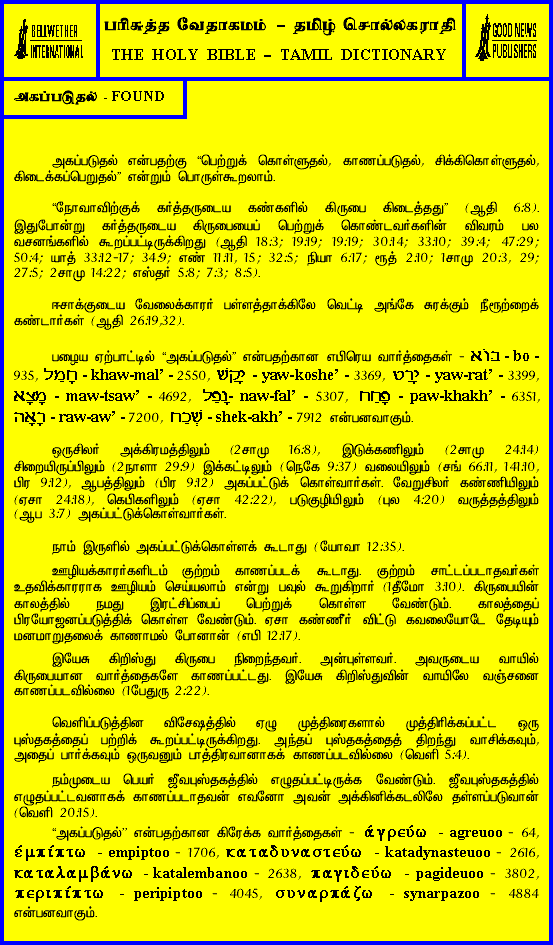 BELLWETHER
INTERNATIONAL
பரிசுத்த வேதாகமம் – தமிழ் சொல்லகராதி
THE HOLY BIBLE – TAMIL DICTIONARY
GOOD NEWS
PUBLISHERS
அகப்படுதல் - FOUND
அகப்படுதல் என்பதற்கு “பெற்றுக் கொள்ளுதல், காணப்படுதல், சிக்கிகொள்ளுதல்,
கிடைக்கப்பெறுதல்” என்றும் பொருள்கூறலாம்.
“நோவாவிற்குக் கர்த்தருடைய கண்களில் கிருபை கிடைத்தது” (ஆதி 6:8).
இதுபோன்று கர்த்தருடைய கிருபையைப் பெற்றுக் கொண்டவர்களின் விவரம் பல
வசனங்களில் கூறப்பட்டிருக்கிறது (ஆதி 18:3; 19:19; 19:19; 30:14; 33:10; 39:4; 47:29;
50:4; யாத் 33:12-17; 34:9; எண் 11:11, 15; 32:5; நியா 6:17; ரூத் 2:10; 1சாமு 20:3, 29;
27:5; 2சாமு 14:22; எஸ்தர் 5:8; 7:3; 8:5).
ஈசாக்குடைய வேலைக்காரர் பள்ளத்தாக்கிலே வெட்டி அங்கே சுரக்கும் நீரூற்றைக்
கண்டார்கள் (ஆதி 26:19,32).
பழைய ஏற்பாட்டில் “அகப்படுதல்” என்பதற்கான எபிரெய வார்த்தைகள் - בּוֹא - bo -
935, חָמַל - khaw-mal’ - 2550, יָקֹשׁ - yaw-koshe’ - 3369, יָרַט - yaw-rat’ - 3399,
מָצָא - maw-tsaw’ - 4692, נָפַל- naw-fal’ - 5307, פָּחַח - paw-khakh’ - 6351,
רָאָה - raw-aw’ - 7200, שְׁכַח - shek-akh’ - 7912 என்பனவாகும்.
ஒருசிலர் அக்கிரமத்திலும் (2சாமு 16:8), இடுக்கணிலும் (2சாமு 24:14)
சிறையிருப்பிலும் (2நாளா 29:9) இக்கட்டிலும் (நெகே 9:37) வலையிலும் (சங் 66:11, 141:10,
பிர 9:12), ஆபத்திலும் (பிர 9:12) அகப்பட்டுக் கொள்வார்கள். வேறுசிலர் கண்ணியிலும்
(ஏசா 24:18), கெபிகளிலும் (ஏசா 42:22), படுகுழியிலும் (புல 4:20) வருத்தத்திலும்
(ஆப 3:7) அகப்பட்டுக்கொள்வார்கள்.
நாம் இருளில் அகப்பட்டுக்கொள்ளக் கூடாது (யோவா 12:35).
ஊழியக்காரர்களிடம் குற்றம் காணப்படக் கூடாது. குற்றம் சாட்டப்படாதவர்கள்
உதவிக்காரராக ஊழியம் செய்யலாம் என்று பவுல் கூறுகிறார் (1தீமோ 3:10). கிருபையின்
காலத்தில் நமது இரட்சிப்பைப் பெற்றுக் கொள்ள வேண்டும். காலத்தைப்
பிரயோஜனப்படுத்திக் கொள்ள வேண்டும். ஏசா கண்ணீர் விட்டு கவலையோடே தேடியும்
மனமாறுதலைக் காணாமல் போனான் (எபி 12:17).
இயேசு கிறிஸ்து கிருபை நிறைந்தவர். அன்புள்ளவர். அவருடைய வாயில்
கிருபையான வார்த்தைகளே காணப்பட்டது. இயேசு கிறிஸ்துவின் வாயிலே வஞ்சனை
காணப்படவில்லை (1பேதுரு 2:22).
வெளிப்படுத்தின விசேஷத்தில் ஏழு முத்திரைகளால் முத்திரிக்கப்பட்ட ஒரு
புஸ்தகத்தைப் பற்றிக் கூறப்பட்டிருக்கிறது. அந்தப் புஸ்தகத்தைத் திறந்து வாசிக்கவும்,
அதைப் பார்க்கவும் ஒருவனும் பாத்திரவானாகக் காணப்படவில்லை (வெளி 5:4).
நம்முடைய பெயர் ஜீவபுஸ்தகத்தில் எழுதப்பட்டிருக்க வேண்டும். ஜீவபுஸ்தகத்தில்
எழுதப்பட்டவனாகக் காணப்படாதவன் எவனோ அவன் அக்கினிக்கடலிலே தள்ளப்படுவான்
(வெளி 20:15).
“அகப்படுதல்” என்பதற்கான கிரேக்க வார்த்தைகள் - ἀγρεύω - agreuoo - 64,
ἐμπίπτω - empiptoo - 1706, καταδυναστεύω - katadynasteuoo - 2616,
καταλαμβάνω - katalembanoo - 2638, παγιδεύω - pagideuoo - 3802,
περιπίπτω - peripiptoo - 4045, συναρπάζω - synarpazoo - 4884
என்பனவாகும்.